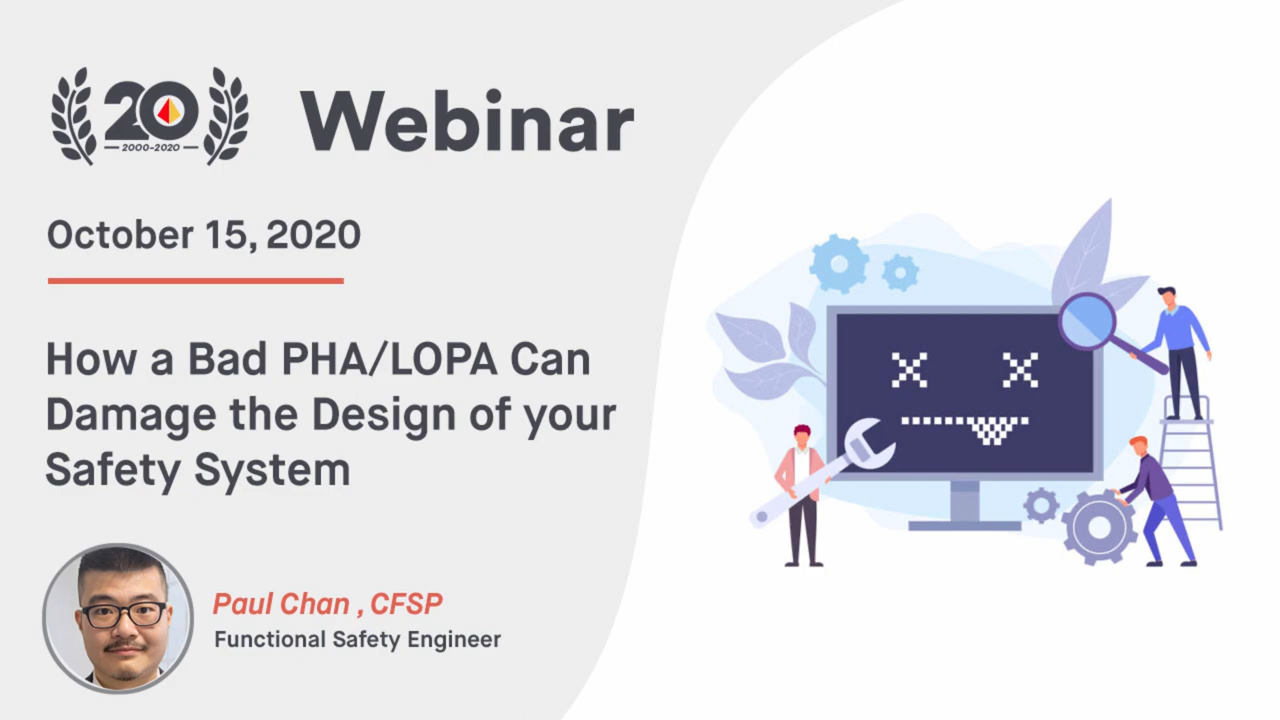 20
2000-2020
Webinar
October 15, 2020
How a Bad PHA/LOPA Can
Damage the Design of your
Safety System
Paul Chan , CFSP
Functional Safety Engineer